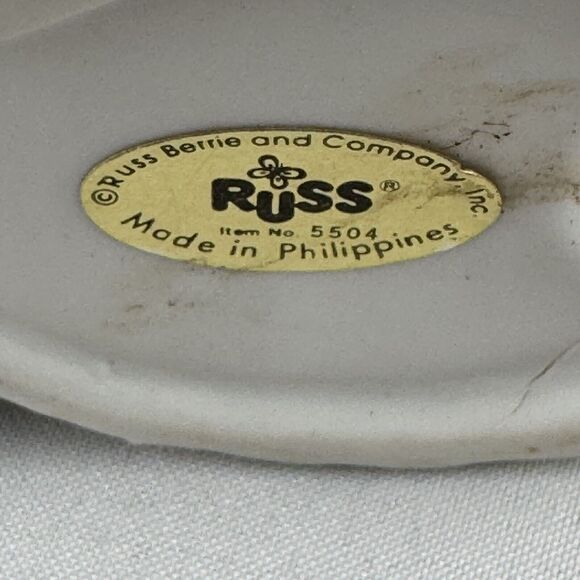 ©Russ Berrie and Company, Inc.
RUSS®
Item No. 5504
Made in Philippines